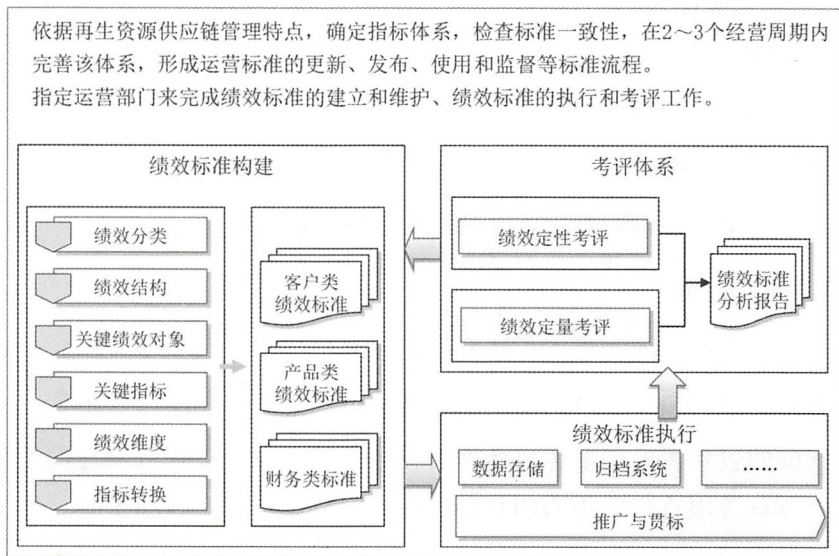 依据再生资源供应链管理特点，确定指标体系，检查标准一致性，在2～3个经营周期内
完善该体系，形成运营标准的更新、发布、使用和监督等标准流程。
指定运营部门来完成绩效标准的建立和维护、绩效标准的执行和考评工作。
绩效标准构建
绩效分类
绩效结构
关键绩效对象
关键指标
绩效维度
指标转换
客户类
绩效标准
产品类
绩效标准
财务类标准
考评体系
绩效定性考评
绩效定量考评
绩效标准
分析报告
绩效标准执行
数据存储
归档系统
……
推广与贯标